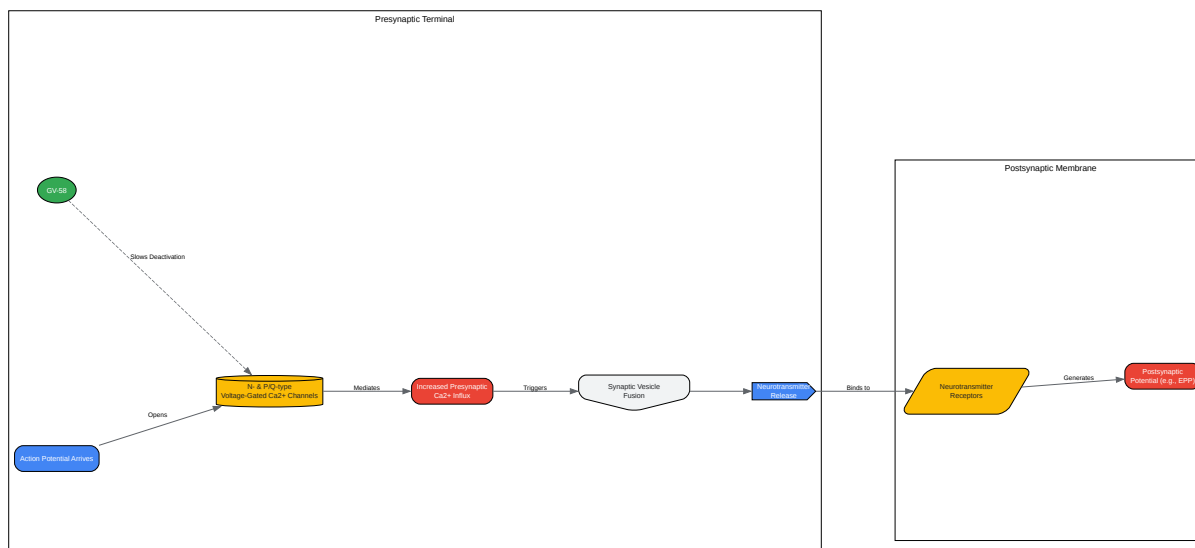 Presynaptic Terminal
Postsynaptic Membrane
GV-58
Slows Deactivation
N- & P/Q-type
Voltage-Gated Ca2+ Channels
Mediates
Increased Presynaptic
Ca2+ Influx
Triggers
Synaptic Vesicle
Fusion
Neurotransmitter
Release
Binds to
Neurotransmitter
Receptors
Generates
Postsynaptic
Potential (e.g., EPP)
Opens
Action Potential Arrives